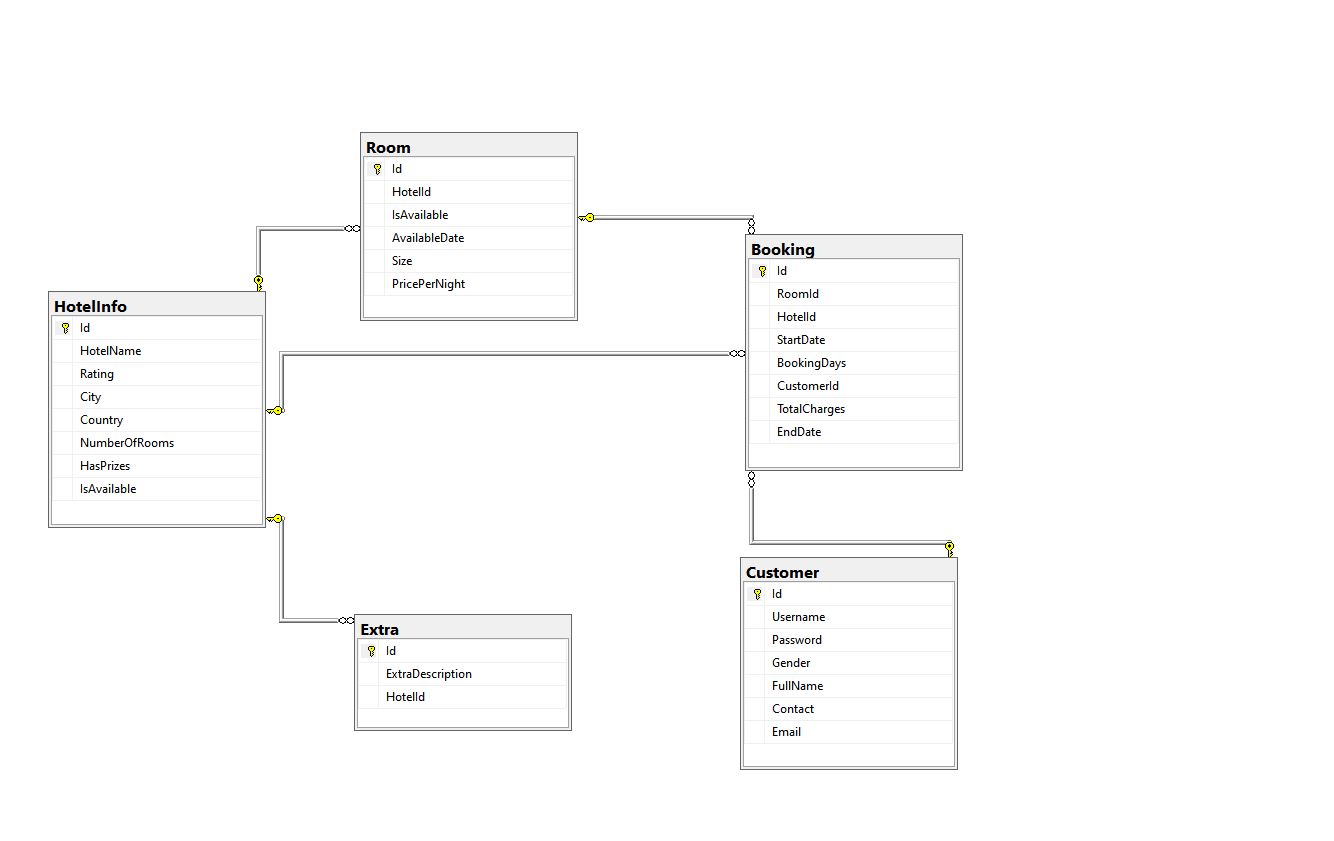 Room
Id
HotelId
IsAvailable
AvailableDate
Size
PricePerNight
Booking
Id
RoomId
HotelId
StartDate
BookingDays
CustomerId
TotalCharges
EndDate
HotelInfo
Id
HotelName
Rating
City
Country
NumberOfRooms
HasPrizes
IsAvailable
Extra
Id
ExtraDescription
HotelId
Customer
Id
Username
Password
Gender
FullName
Contact
Email